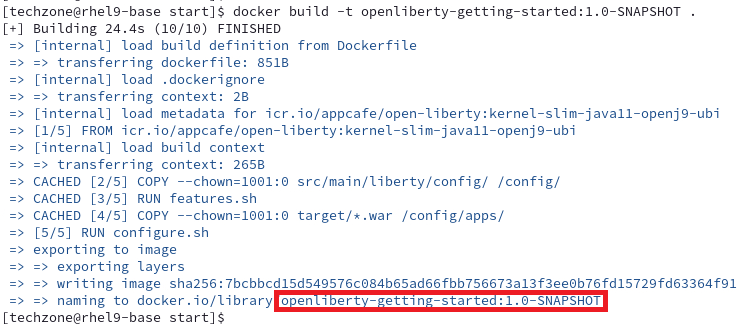 [techzone@rhel9-base start]$ docker build -t openliberty-getting-started:1.0-SNAPSHOT .
[+] Building 24.4s (10/10) FINISHED
=> [internal] load build definition from Dockerfile
=> => transferring dockerfile: 851B
=> [internal] load .dockerignore
=> => transferring context: 2B
=> [internal] load metadata for icr.io/appcafe/open-liberty:kernel-slim-java11-openj9-ubi
=> [1/5] FROM icr.io/appcafe/open-liberty:kernel-slim-java11-openj9-ubi
=> [internal] load build context
=> => transferring context: 265B
=> CACHED [2/5] COPY --chown=1001:0 src/main/liberty/config/ /config/
=> CACHED [3/5] RUN features.sh
=> CACHED [4/5] COPY --chown=1001:0 target/*.war /config/apps/
=> [5/5] RUN configure.sh
=> exporting to image
=> => exporting layers
=> => writing image sha256:7bcbbcd15d549576c084b65ad66fbb756673a13f3ee0b76fd15729fd63364f91
=> => naming to docker.io/library openliberty-getting-started:1.0-SNAPSHOT
[techzone@rhel9-base start]$